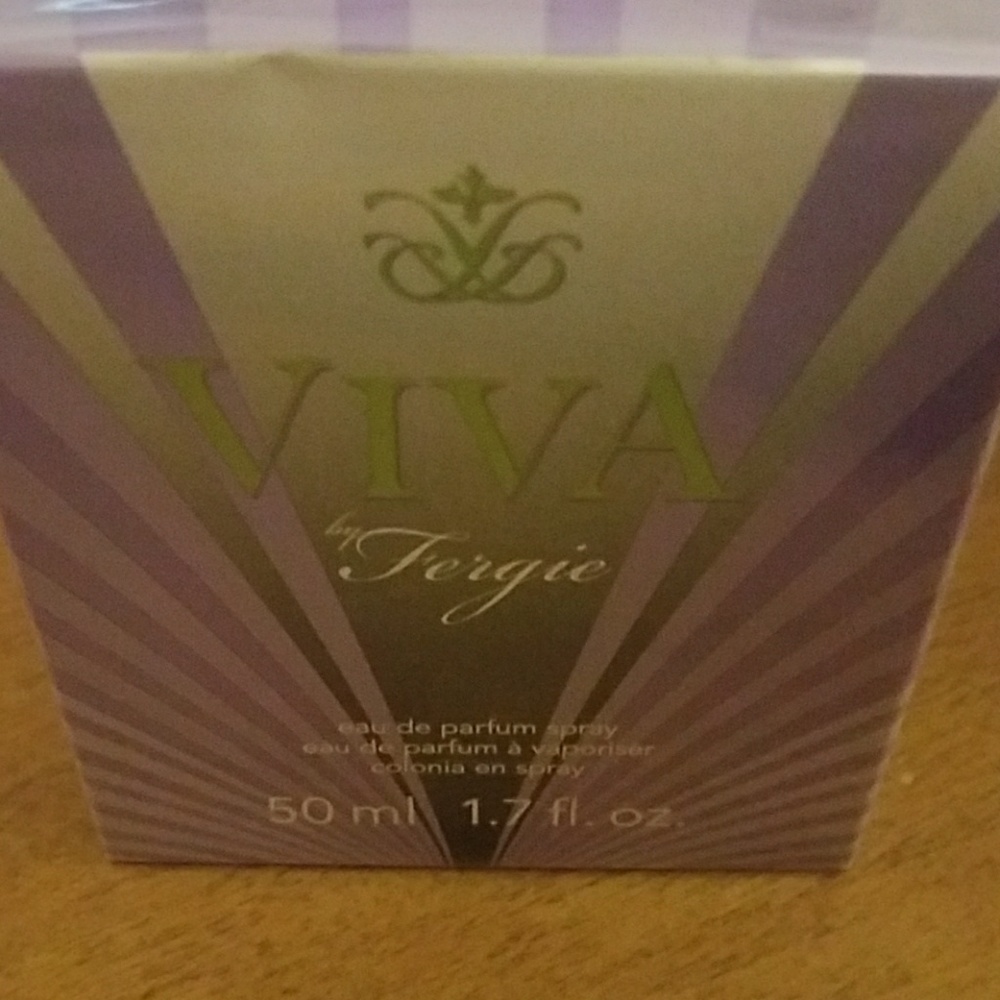 VIVA
by Fergie
eau de parfum spray
eau de parfum à vaporiser
colonia en spray
50 ml 1.7 fl. oz.